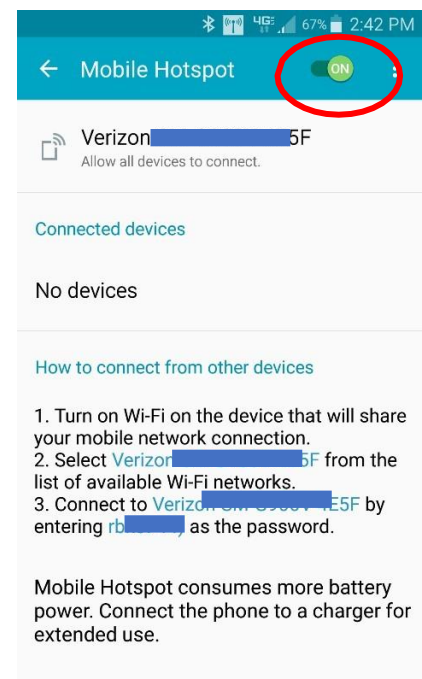 4G LTE 67% 2:42 PM
Mobile Hotspot ON
Verizon 5F
Allow all devices to connect.
Connected devices
No devices
How to connect from other devices
1. Turn on Wi-Fi on the device that will share
your mobile network connection.
2. Select Verizon 5F from the
list of available Wi-Fi networks.
3. Connect to Verizon 4E5F by
entering rb as the password.
Mobile Hotspot consumes more battery
power. Connect the phone to a charger for
extended use.